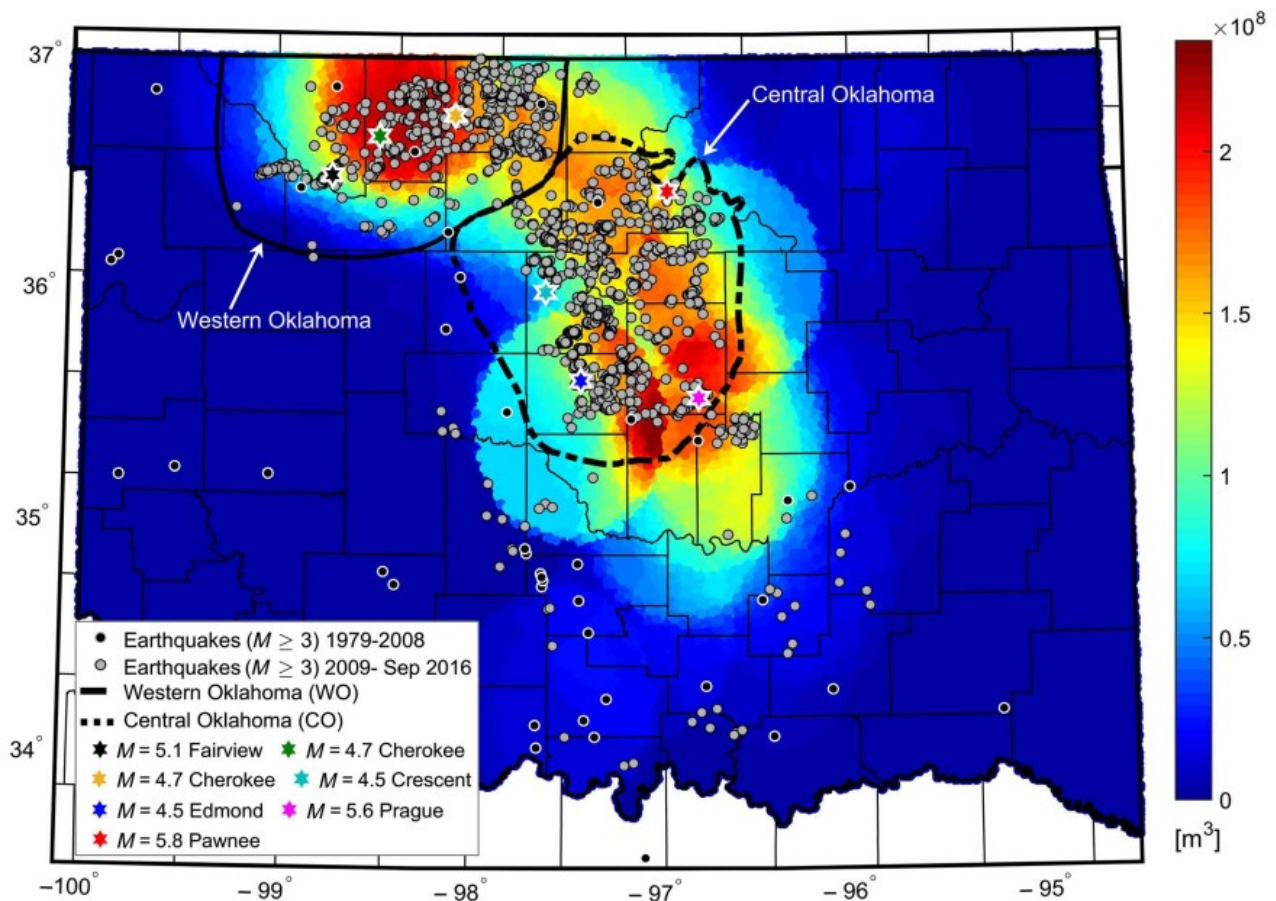 ×10⁸
37°
36°
35°
34°
Central Oklahoma
Western Oklahoma
2
1.5
1
0.5
0
[m³]
Earthquakes (M ≥ 3) 1979-2008
Earthquakes (M ≥ 3) 2009- Sep 2016
Western Oklahoma (WO)
Central Oklahoma (CO)
M = 5.1 Fairview M = 4.7 Cherokee
M = 4.7 Cherokee M = 4.5 Crescent
M = 4.5 Edmond M = 5.6 Prague
M = 5.8 Pawnee
−100° −99° −98° −97° −96° −95°